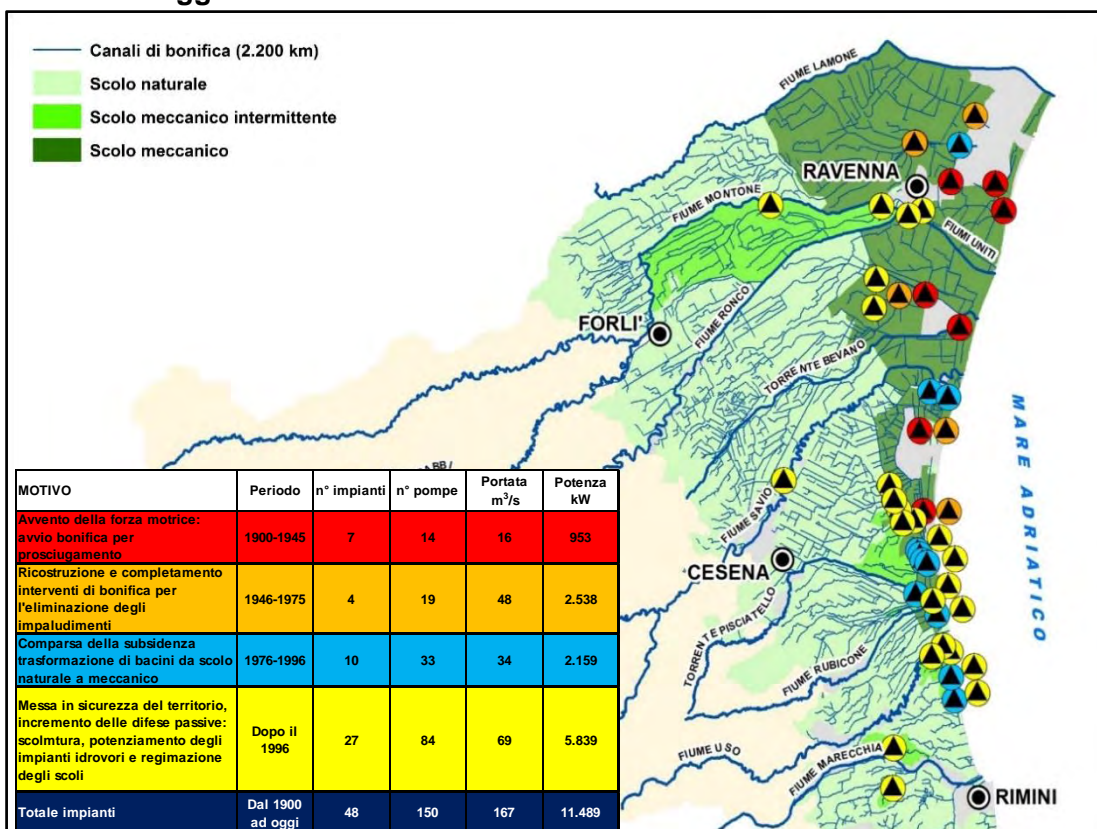 Canali di bonifica (2.200 km)
Scolo naturale
Scolo meccanico intermittente
Scolo meccanico
FIUME LAMONE
RAVENNA
FIUME MONTONE
FIUMI UNITI
FIUME RONCO
FORLI'
TORRENTE BEVANO
MARE ADRIATICO
FIUME SAVIO
CESENA
TORRENTE PISCIATELLO
FIUME RUBICONE
FIUME USO
FIUME MARECCHIA
RIMINI
MOTIVO Periodo n° impianti n° pompe Portata m³/s Potenza kW
Avvento della forza motrice:
avvio bonifica per
prosciugamento
1900-1945 7 14 16 953
Ricostruzione e completamento
interventi di bonifica per
l'eliminazione degli
impaludimenti
1946-1975 4 19 48 2.538
Comparsa della subsidenza
trasformazione di bacini da scolo
naturale a meccanico
1976-1996 10 33 34 2.159
Messa in sicurezza del territorio,
incremento delle difese passive:
scolmtura, potenziamento degli
impianti idrovori e regimazione
degli scoli
Dopo il
1996
27 84 69 5.839
Totale impianti
Dal 1900
ad oggi
48 150 167 11.489